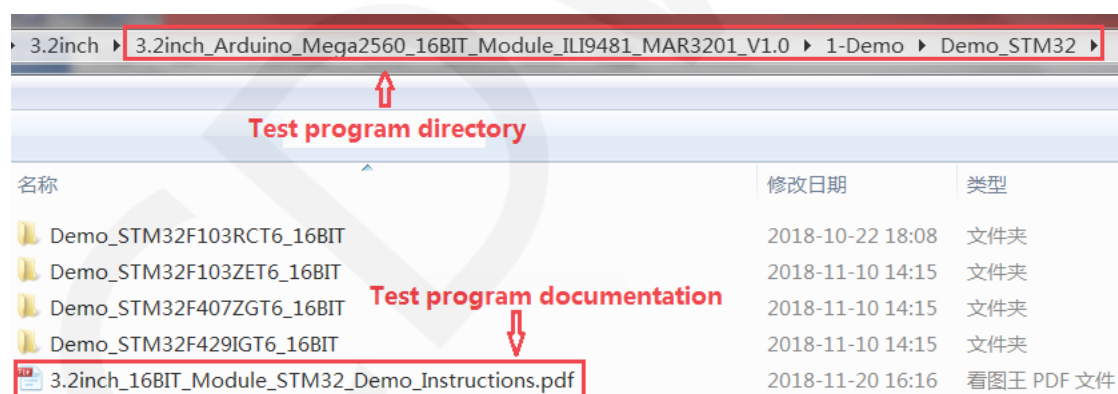 3.2inch ▸ 3.2inch_Arduino_Mega2560_16BIT_Module_ILI9481_MAR3201_V1.0 ▸ 1-Demo ▸ Demo_STM32 ▸
Test program directory
名称 修改日期 类型
Demo_STM32F103RCT6_16BIT 2018-10-22 18:08 文件夹
Demo_STM32F103ZET6_16BIT 2018-11-10 14:15 文件夹
Demo_STM32F407ZGT6_16BIT 2018-11-10 14:15 文件夹
Test program documentation
Demo_STM32F429IGT6_16BIT 2018-11-10 14:15 文件夹
3.2inch_16BIT_Module_STM32_Demo_Instructions.pdf 2018-11-20 16:16 看图王 PDF 文件